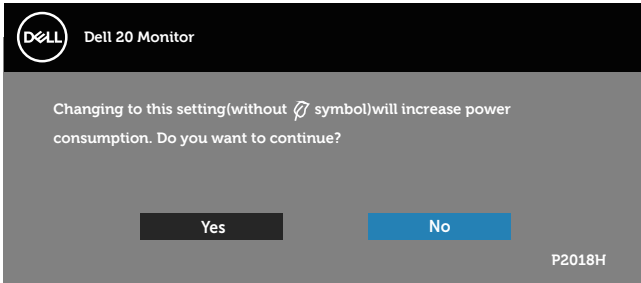 DELL
Dell 20 Monitor
Changing to this setting(without symbol)will increase power
consumption. Do you want to continue?
Yes
No
P2018H